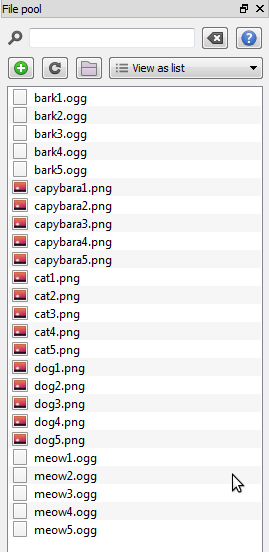 File pool
View as list
bark1.ogg
bark2.ogg
bark3.ogg
bark4.ogg
bark5.ogg
capybara1.png
capybara2.png
capybara3.png
capybara4.png
capybara5.png
cat1.png
cat2.png
cat3.png
cat4.png
cat5.png
dog1.png
dog2.png
dog3.png
dog4.png
dog5.png
meow1.ogg
meow2.ogg
meow3.ogg
meow4.ogg
meow5.ogg